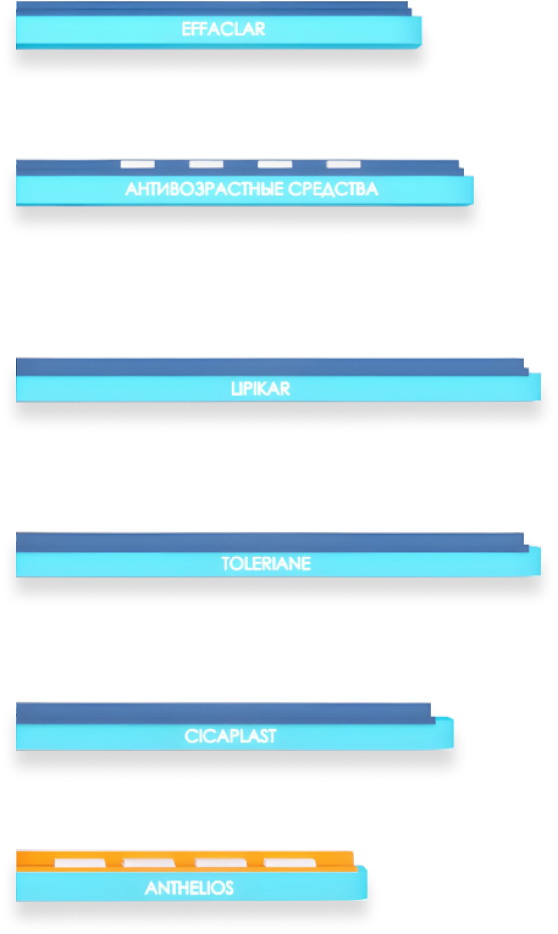 EFFACLAR
АНТИВОЗРАСТНЫЕ СРЕДСТВА
LIPIKAR
TOLERIANE
CICAPLAST
ANTHELIOS